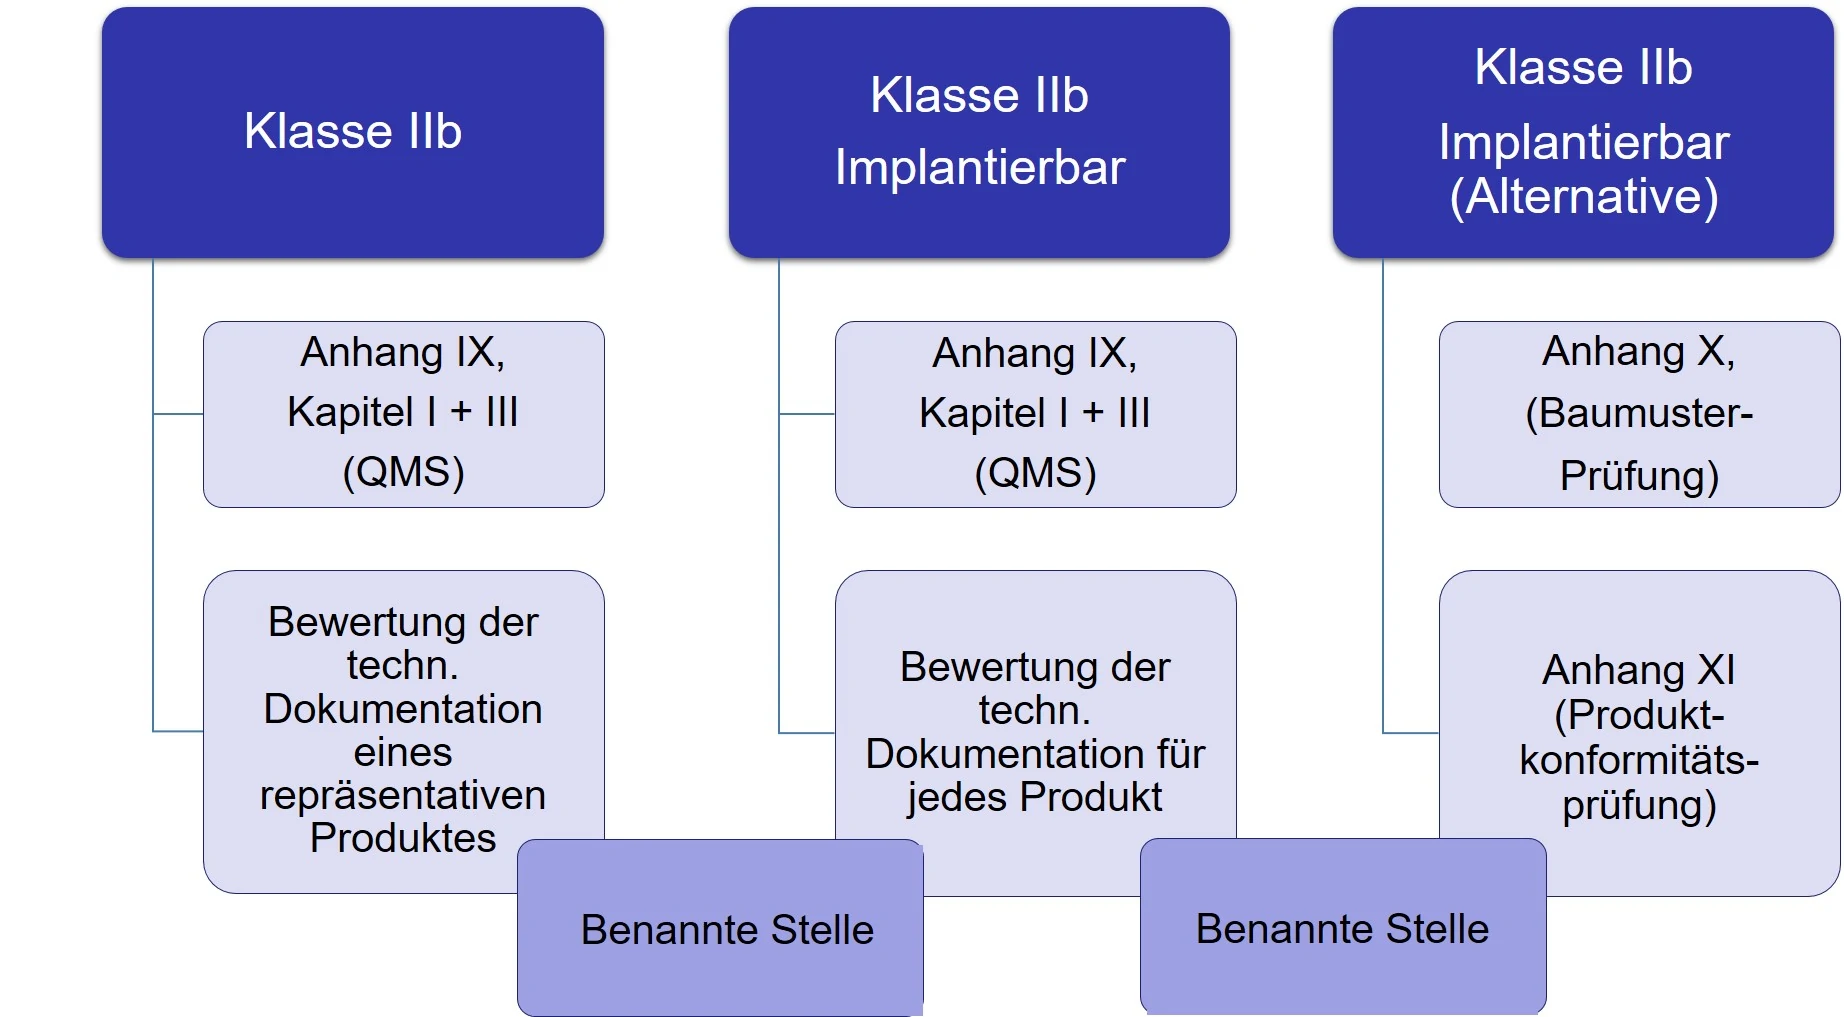 Klasse IIb
Anhang IX,
Kapitel I + III
(QMS)
Bewertung der
techn.
Dokumentation
eines
repräsentativen
Produktes
Klasse IIb
Implantierbar
Anhang IX,
Kapitel I + III
(QMS)
Bewertung der
techn.
Dokumentation für
jedes Produkt
Klasse IIb
Implantierbar
(Alternative)
Anhang X,
(Baumuster-
Prüfung)
Anhang XI
(Produkt-
konformitäts-
prüfung)
Benannte Stelle
Benannte Stelle